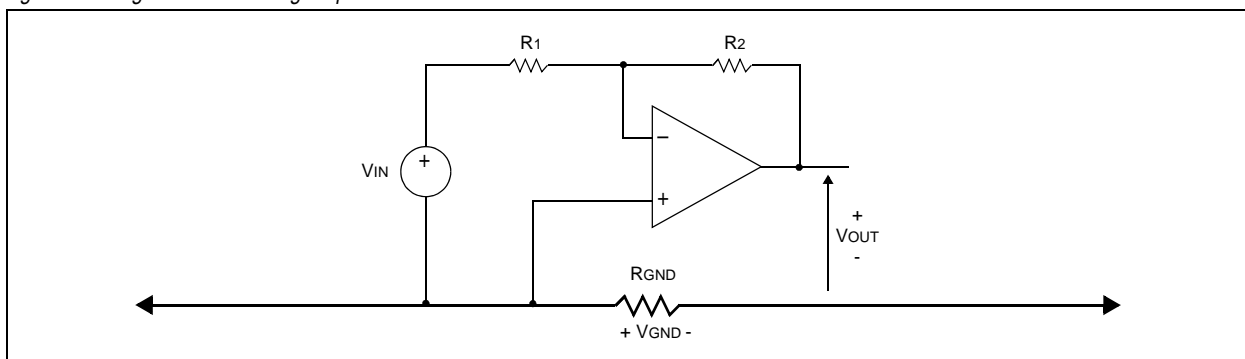 R1
R2
−
+
VIN
+
+
VOUT
-
RGND
+ VGND -